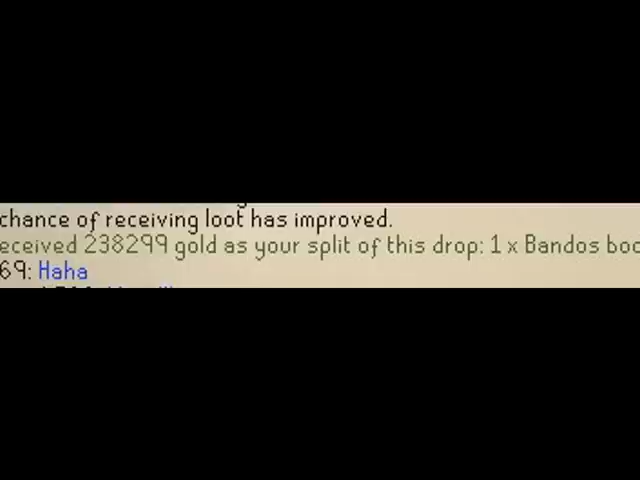 chance of receiving loot has improved.
eceived 238299 gold as your split of this drop: 1 x Bandos boo
69: Haha